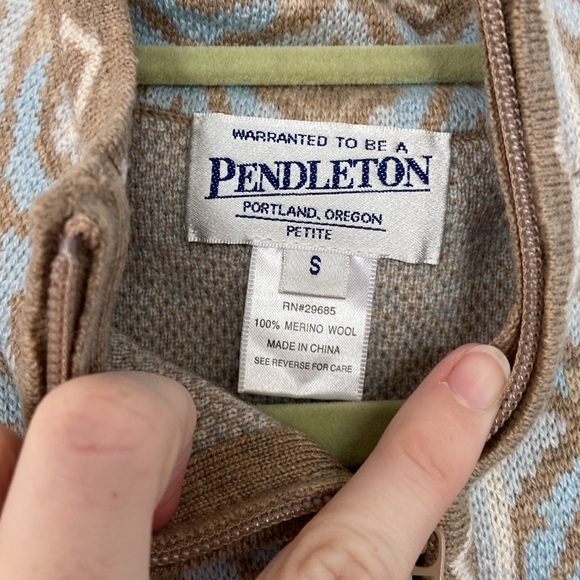 WARRANTED TO BE A
PENDLETON
PORTLAND, OREGON
PETITE
S
RN#29685
100% MERINO WOOL
MADE IN CHINA
SEE REVERSE FOR CARE